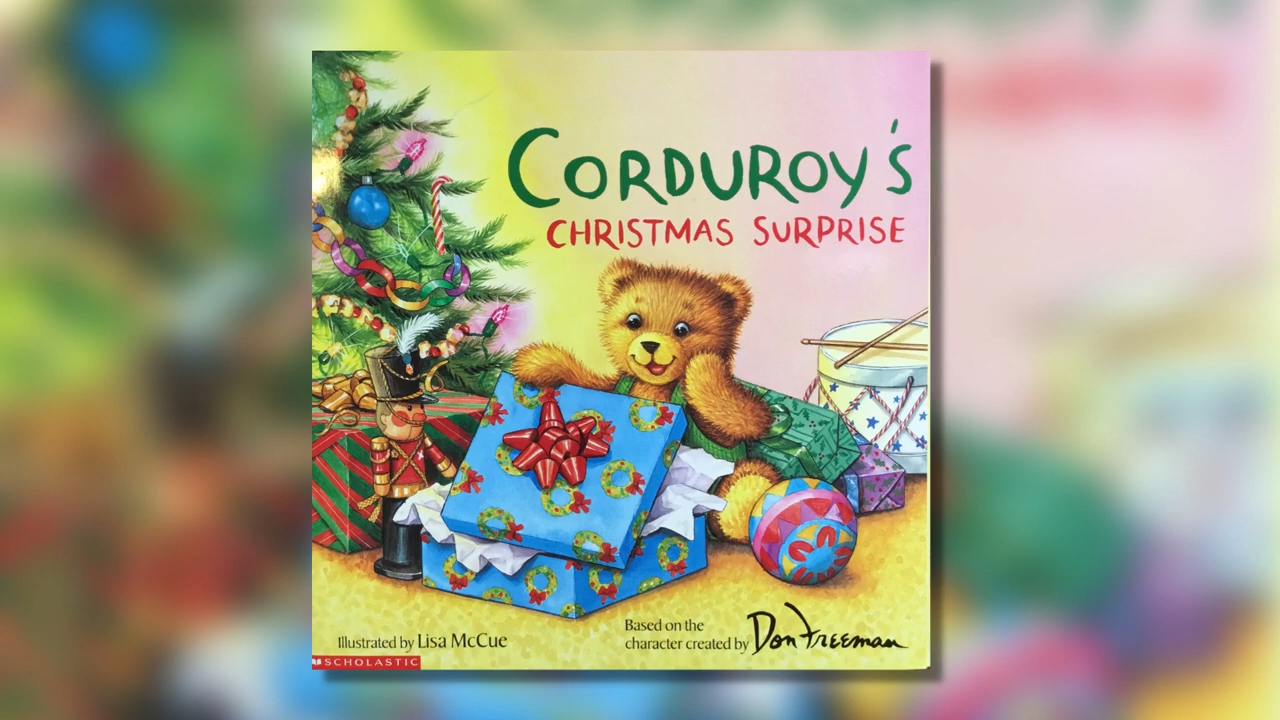 CORDUROY'S
CHRISTMAS SURPRISE
Illustrated by Lisa McCue
Based on the
character created by Don Freeman
SCHOLASTIC